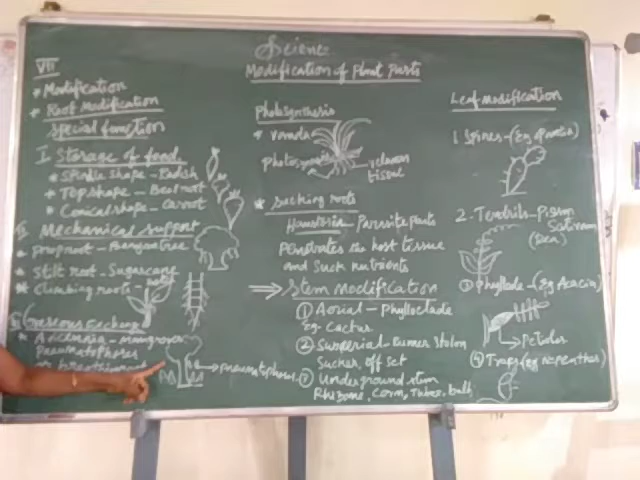 Science
Modification of Plant Parts
VII
* Modification
* Root Modification
Special function
I Storage of food
* Spindle shape - Radish
* Top shape - Beetroot
* Conical shape - Carrot
II Mechanical support
* prop root - Banyan tree
* Stilt root - Sugarcane
* Climbing roots -
III Gaseous Exchange
* Avicennia - mangroves
pneumatophores
→ pneumatophores
Photosynthesis
* vanda
Photosynthesis
velamen
tissue
* Sucking roots
Haustoria - Parasite parts
Penetrates the host tissue
and suck nutrients
⇒ Stem modification
① Aerial - Phylloclade
Eg. Cactus
② Subaerial - Runner stolon
Sucker, off set
③ Underground stem
Rhizome, Corm, Tuber, bulb
Leaf modification
1. Spines - (Eg. opuntia)
2. Tendrils - Pisum
Sativum
(Pea)
③ Phyllode - (Eg Acacia)
→ Petiole
④ Traps (Eg. nepenthes)